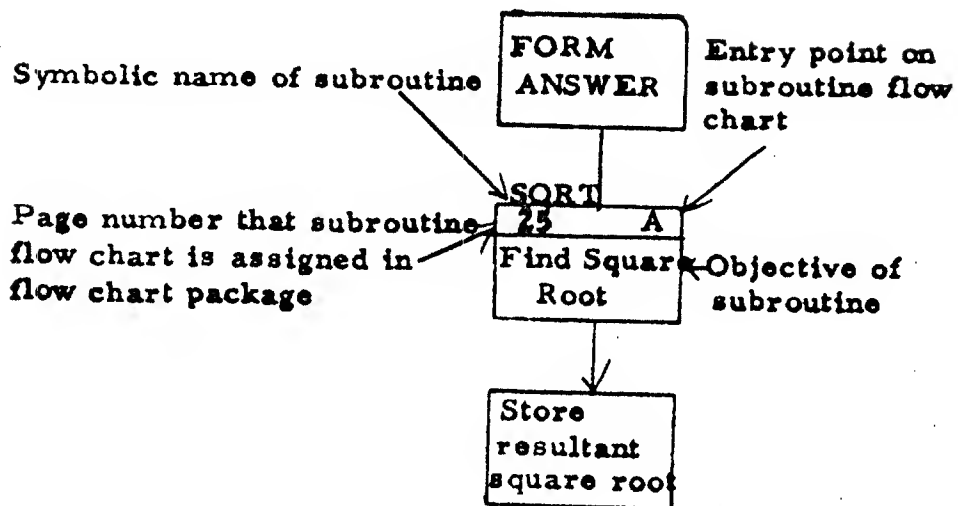 FORM
ANSWER
Symbolic name of subroutine
Entry point on
subroutine flow
chart
SQRT
25 A
Page number that subroutine
flow chart is assigned in
flow chart package
Find Square
Root
Objective of
subroutine
Store
resultant
square root